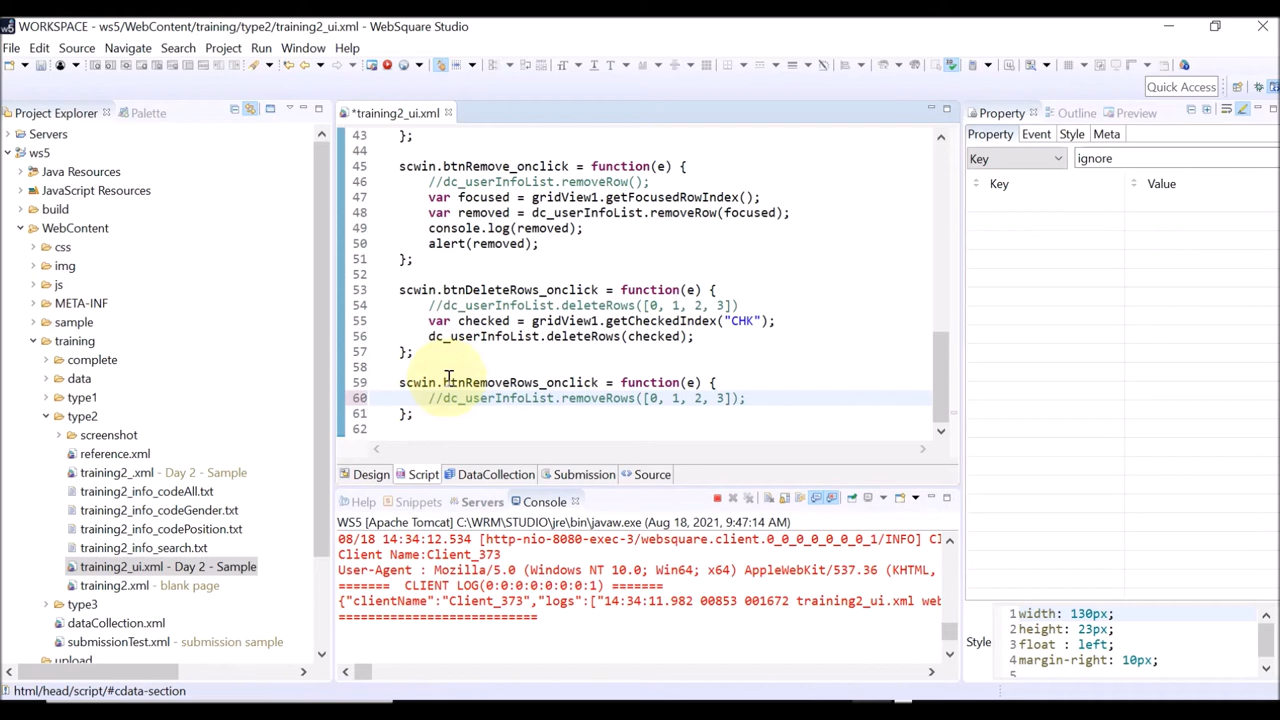 WORKSPACE - ws5/WebContent/training/type2/training2_ui.xml - WebSquare Studio
File Edit Source Navigate Search Project Run Window Help
Quick Access
Project Explorer
Palette
Servers
ws5
Java Resources
JavaScript Resources
build
WebContent
css
img
js
META-INF
sample
training
complete
data
type1
type2
screenshot
reference.xml
training2_.xml - Day 2 - Sample
training2_info_codeAll.txt
training2_info_codeGender.txt
training2_info_codePosition.txt
training2_info_search.txt
training2_ui.xml - Day 2 - Sample
training2.xml - blank page
type3
dataCollection.xml
submissionTest.xml - submission sample
upload
*training2_ui.xml
43 };
44
45 scwin.btnRemove_onclick = function(e) {
46 //dc_userInfoList.removeRow();
47 var focused = gridView1.getFocusedRowIndex();
48 var removed = dc_userInfoList.removeRow(focused);
49 console.log(removed);
50 alert(removed);
51 };
52
53 scwin.btnDeleteRows_onclick = function(e) {
54 //dc_userInfoList.deleteRows([0, 1, 2, 3])
55 var checked = gridView1.getCheckedIndex("CHK");
56 dc_userInfoList.deleteRows(checked);
57 };
58
59 scwin.btnRemoveRows_onclick = function(e) {
60 //dc_userInfoList.removeRows([0, 1, 2, 3]);
61 };
62
Design Script DataCollection Submission Source
Help Snippets Servers Console
WS5 [Apache Tomcat] C:\WRM\STUDIO\jre\bin\javaw.exe (Aug 18, 2021, 9:47:14 AM)
08/18 14:34:12.534 [http-nio-8080-exec-3/websquare.client.0_0_0_0_0_0_0_1/INFO] Cl
Client Name:Client_373
User-Agent : Mozilla/5.0 (Windows NT 10.0; Win64; x64) AppleWebKit/537.36 (KHTML,
======= CLIENT LOG(0:0:0:0:0:0:0:1) =======
{"clientName":"Client_373","logs":["14:34:11.982 00853 001672 training2_ui.xml web
===========================
Property Outline Preview
Property Event Style Meta
Key ignore
Key Value
Style
1 width: 130px;
2 height: 23px;
3 float : left;
4 margin-right: 10px;
5
html/head/script/#cdata-section